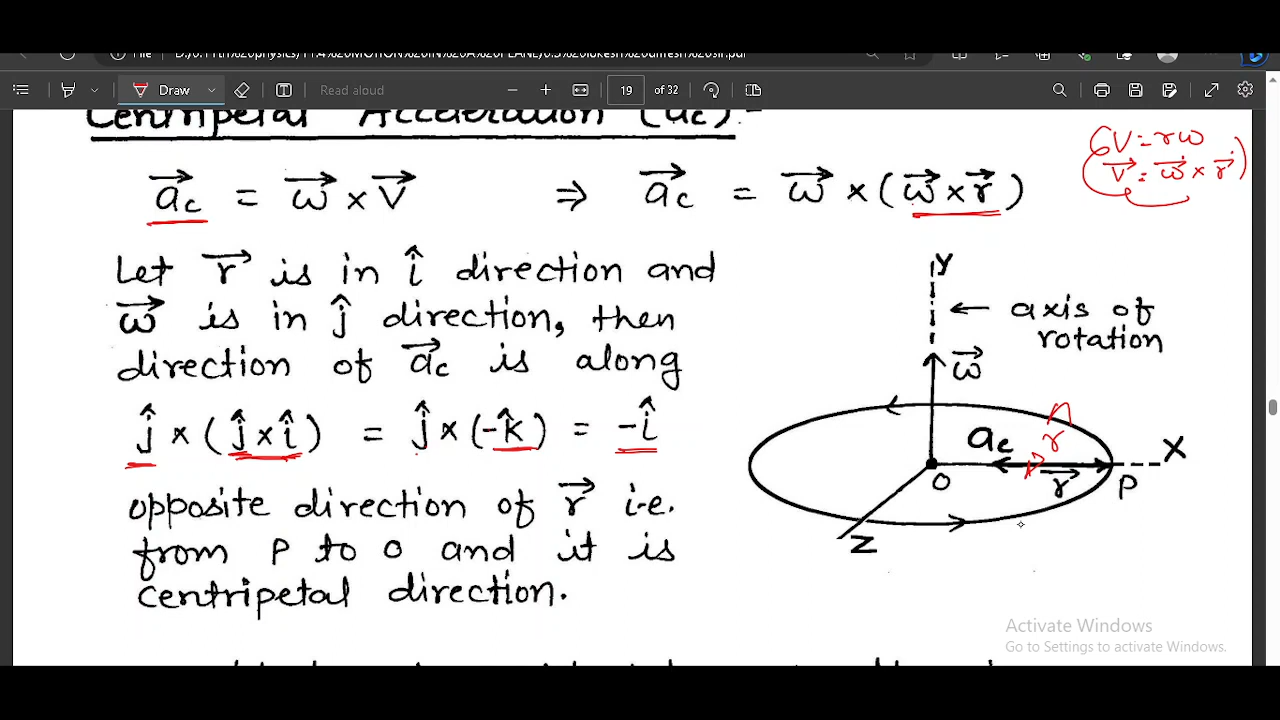 File
Draw
Read aloud
19 of 32
Centripetal Acceleration (ac):-
CV = rω
v⃗ = ω⃗ × r⃗
a⃗c = ω⃗ × V⃗ ⇒ a⃗c = ω⃗ × (ω⃗ × r⃗)
Let r⃗ is in î direction and
ω⃗ is in ĵ direction, then
direction of a⃗c is along
ĵ × (ĵ × î) = ĵ × (-k̂) = -î
opposite direction of r⃗ i.e.
from P to O and it is
centripetal direction.
Y
← axis of
rotation
ω⃗
r
ac
X
O
r⃗
P
Z
Activate Windows
Go to Settings to activate Windows.